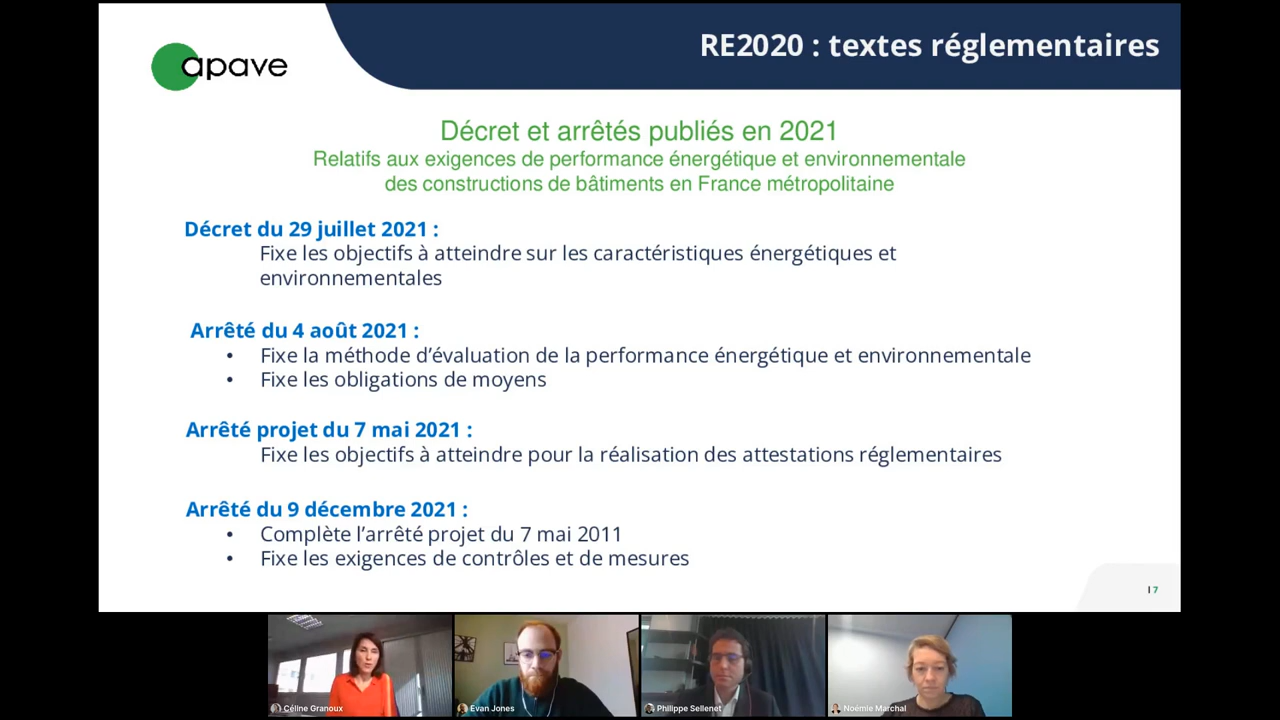 RE2020 : textes réglementaires
apave
Décret et arrêtés publiés en 2021
Relatifs aux exigences de performance énergétique et environnementale
des constructions de bâtiments en France métropolitaine
Décret du 29 juillet 2021 :
Fixe les objectifs à atteindre sur les caractéristiques énergétiques et
environnementales
Arrêté du 4 août 2021 :
• Fixe la méthode d’évaluation de la performance énergétique et environnementale
• Fixe les obligations de moyens
Arrêté projet du 7 mai 2021 :
Fixe les objectifs à atteindre pour la réalisation des attestations réglementaires
Arrêté du 9 décembre 2021 :
• Complète l’arrêté projet du 7 mai 2011
• Fixe les exigences de contrôles et de mesures
I 7
Céline Granoux
Evan Jones
Philippe Sellenet
Noémie Marchal